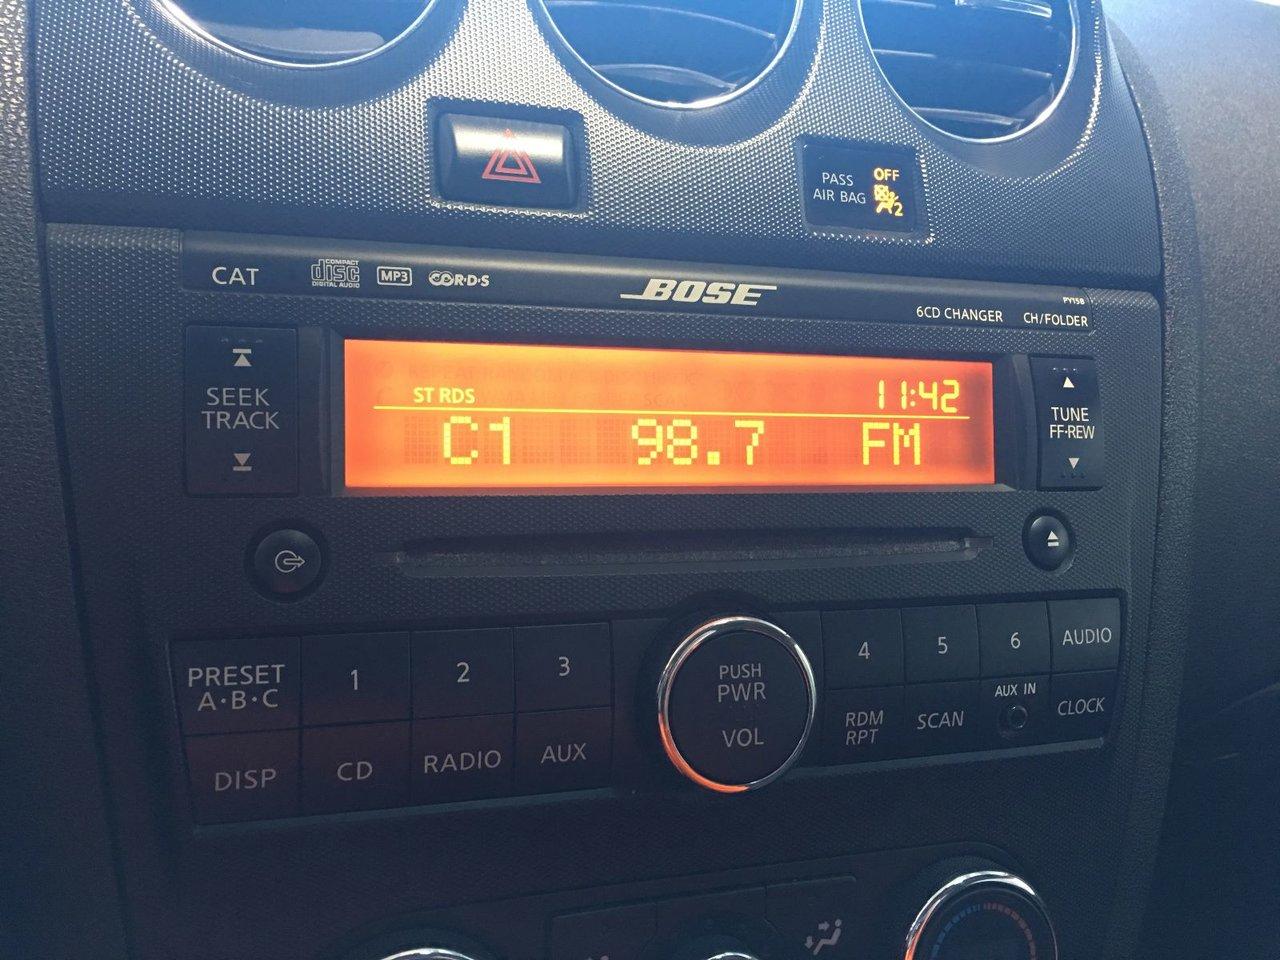 OFF
PASS
AIR BAG
2
CAT
COMPACT
disc
DIGITAL AUDIO
MP3
R·D·S
BOSE
PY15B
6CD CHANGER
CH/FOLDER
SEEK
TRACK
ST RDS
11:42
C1 98.7 FM
TUNE
FF·REW
PRESET
A·B·C
1
2
3
PUSH
PWR
VOL
4
5
6
AUDIO
DISP
CD
RADIO
AUX
RDM
RPT
SCAN
AUX IN
CLOCK